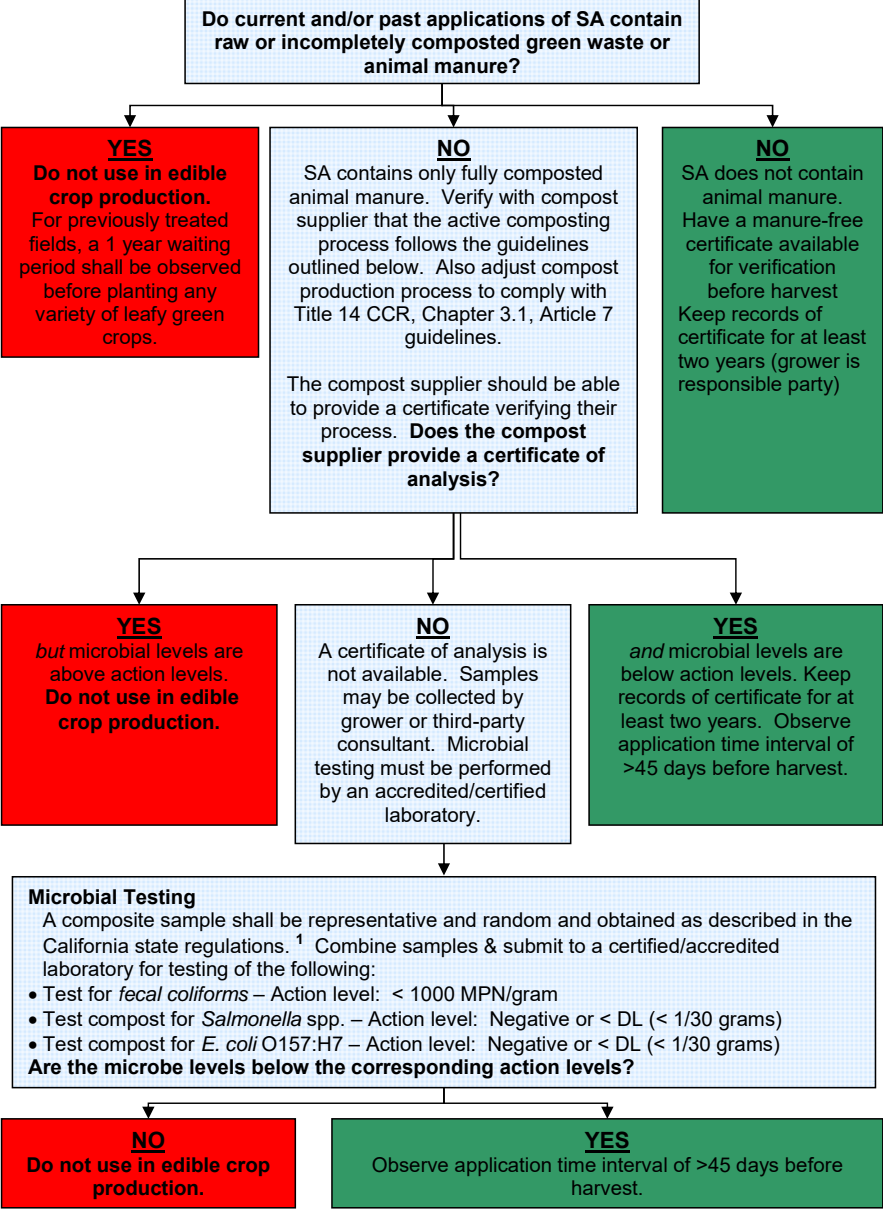 Do current and/or past applications of SA contain
raw or incompletely composted green waste or
animal manure?
YES
Do not use in edible
crop production.
For previously treated
fields, a 1 year waiting
period shall be observed
before planting any
variety of leafy green
crops.
NO
SA contains only fully composted
animal manure. Verify with compost
supplier that the active composting
process follows the guidelines
outlined below. Also adjust compost
production process to comply with
Title 14 CCR, Chapter 3.1, Article 7
guidelines.
The compost supplier should be able
to provide a certificate verifying their
process. Does the compost
supplier provide a certificate of
analysis?
NO
SA does not contain
animal manure.
Have a manure-free
certificate available
for verification
before harvest
Keep records of
certificate for at least
two years (grower is
responsible party)
YES
but microbial levels are
above action levels.
Do not use in edible
crop production.
NO
A certificate of analysis is
not available. Samples
may be collected by
grower or third-party
consultant. Microbial
testing must be performed
by an accredited/certified
laboratory.
YES
and microbial levels are
below action levels. Keep
records of certificate for at
least two years. Observe
application time interval of
>45 days before harvest.
Microbial Testing
A composite sample shall be representative and random and obtained as described in the
California state regulations. 1 Combine samples & submit to a certified/accredited
laboratory for testing of the following:
• Test for fecal coliforms – Action level: < 1000 MPN/gram
• Test compost for Salmonella spp. – Action level: Negative or < DL (< 1/30 grams)
• Test compost for E. coli O157:H7 – Action level: Negative or < DL (< 1/30 grams)
Are the microbe levels below the corresponding action levels?
NO
Do not use in edible crop
production.
YES
Observe application time interval of >45 days before
harvest.